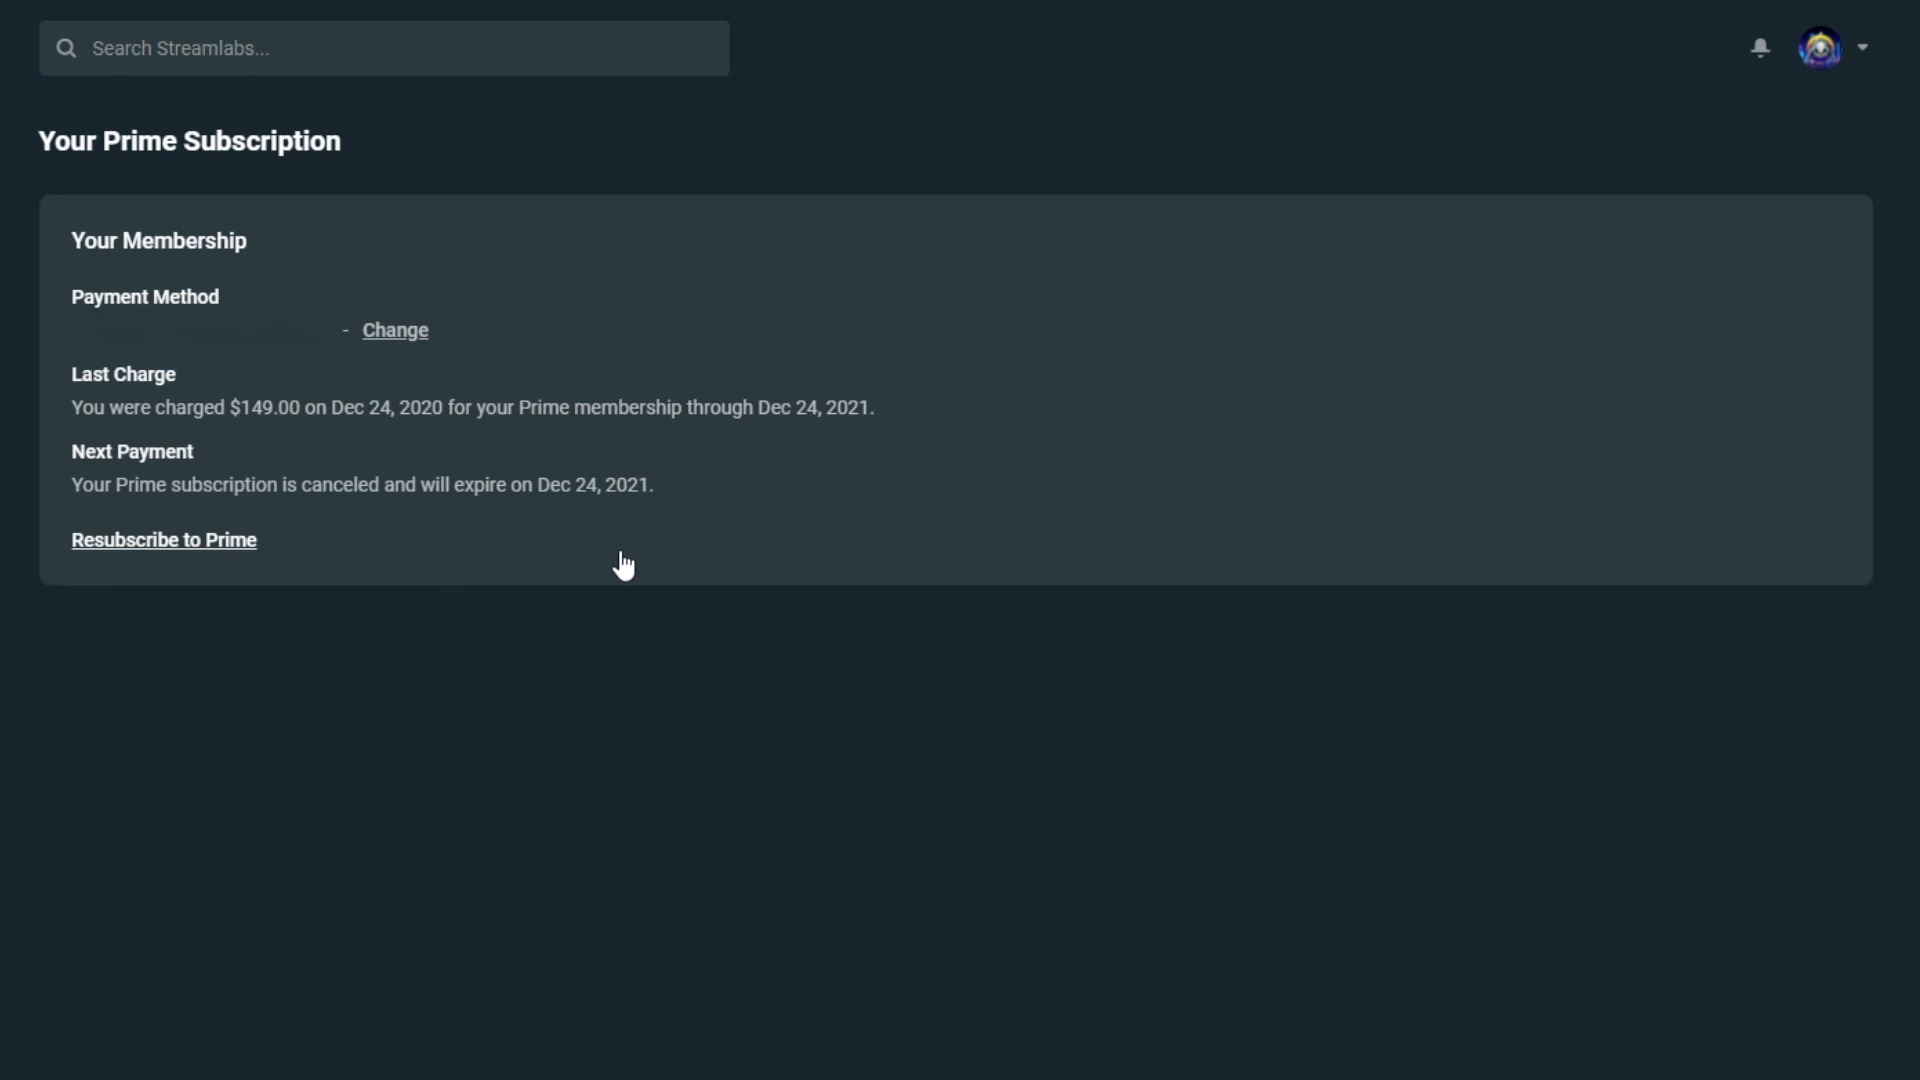 Search Streamlabs...
Your Prime Subscription
Your Membership
Payment Method
- Change
Last Charge
You were charged $149.00 on Dec 24, 2020 for your Prime membership through Dec 24, 2021.
Next Payment
Your Prime subscription is canceled and will expire on Dec 24, 2021.
Resubscribe to Prime